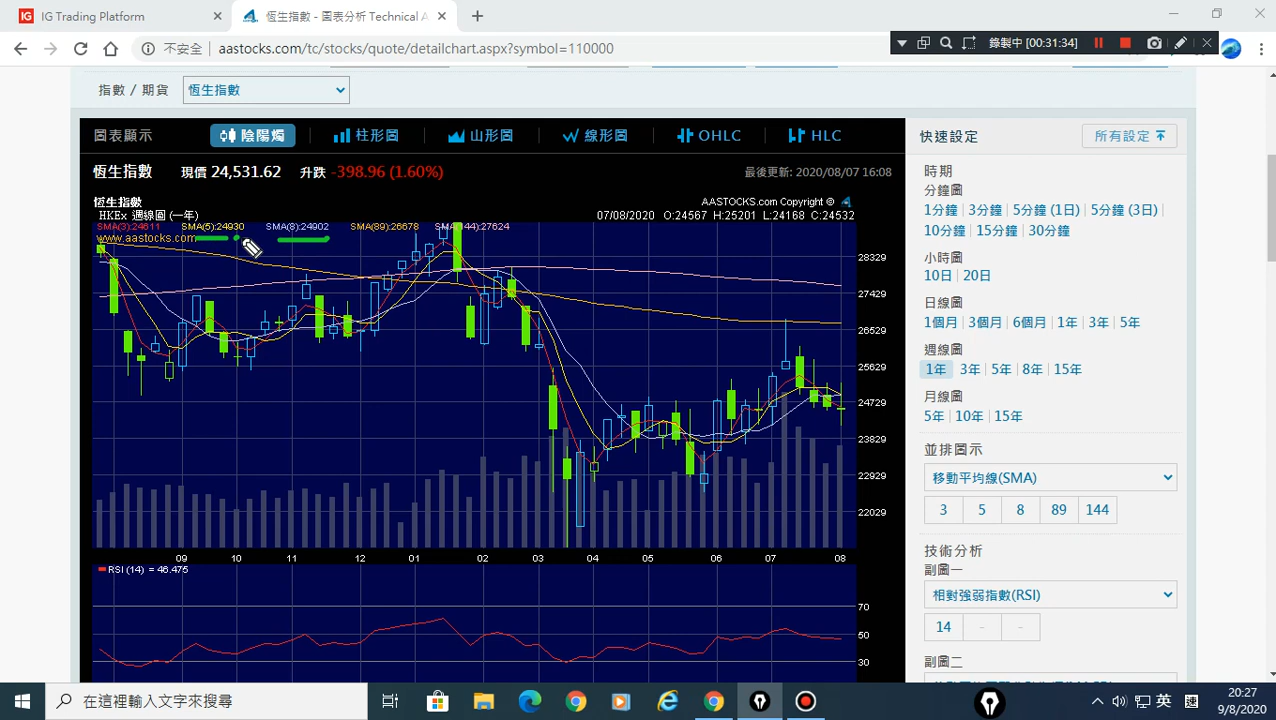 IG Trading Platform
恆生指數 - 圖表分析 Technical A
不安全 aastocks.com/tc/stocks/quote/detailchart.aspx?symbol=110000
錄製中 [00:31:34]
指數 / 期貨 恆生指數
圖表顯示 陰陽燭 柱形圖 山形圖 線形圖 OHLC HLC
恆生指數 現價 24,531.62 升跌 -398.96 (1.60%) 最後更新: 2020/08/07 16:08
恆生指數 AASTOCKS.com Copyright ©
HKEx 週線圖 (一年) 07/08/2020 O:24567 H:25201 L:24168 C:24532
SMA(3):24611 SMA(5):24930 SMA(8):24902 SMA(89):26678 SMA(144):27624
www.aastocks.com
28329
27429
26529
25629
24729
23829
22929
22029
09 10 11 12 01 02 03 04 05 06 07 08
RSI (14) = 46.475
70
50
30
快速設定 所有設定
時期
分鐘圖
1分鐘 3分鐘 5分鐘 (1日) 5分鐘 (3日)
10分鐘 15分鐘 30分鐘
小時圖
10日 20日
日線圖
1個月 3個月 6個月 1年 3年 5年
週線圖
1年 3年 5年 8年 15年
月線圖
5年 10年 15年
並排圖示
移動平均線(SMA)
3 5 8 89 144
技術分析
副圖一
相對強弱指數(RSI)
14 - -
副圖二
在這裡輸入文字來搜尋
英
20:27
9/8/2020